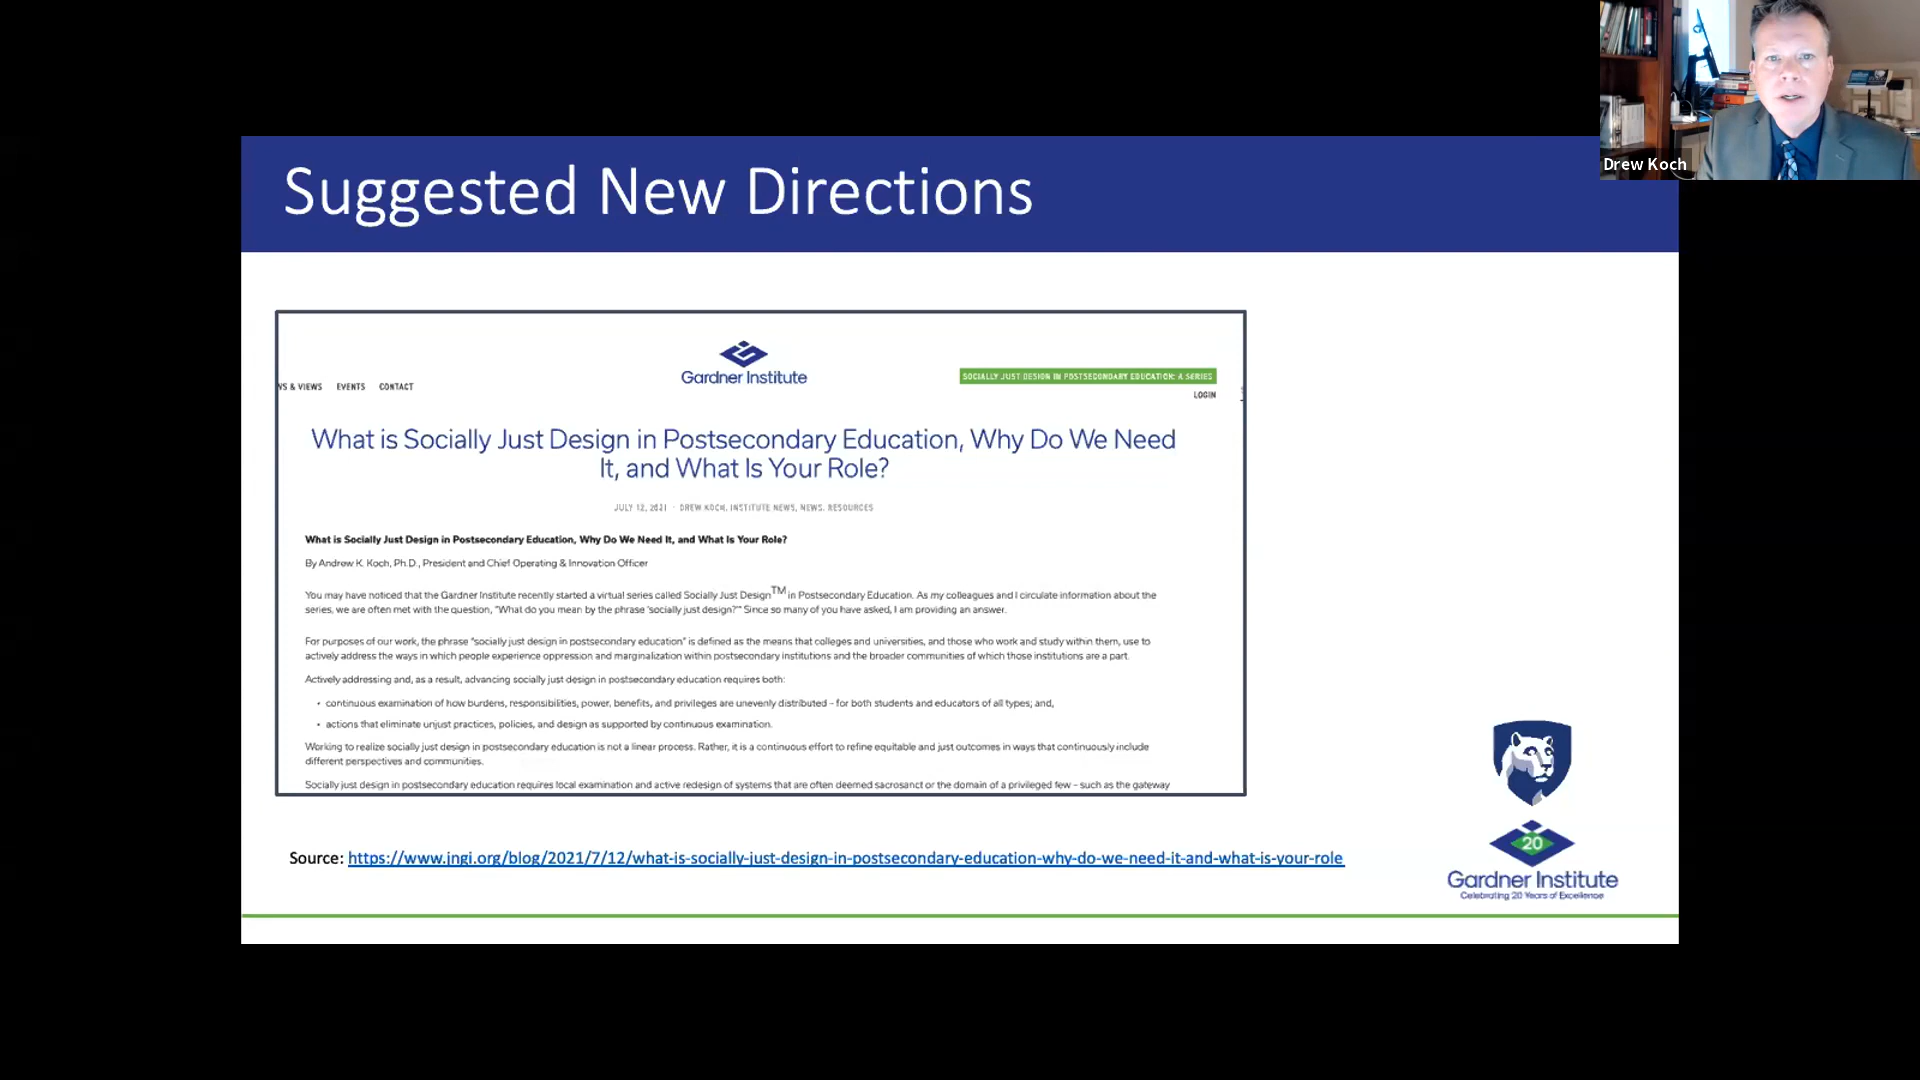 Drew Koch
Suggested New Directions
Gardner Institute
SOCIALLY JUST DESIGN IN POSTSECONDARY EDUCATION: A SERIES
WS & VIEWS EVENTS CONTACT
LOGIN
What is Socially Just Design in Postsecondary Education, Why Do We Need
It, and What Is Your Role?
JULY 12, 2021 · DREW KOCH, INSTITUTE NEWS, NEWS, RESOURCES
What is Socially Just Design in Postsecondary Education, Why Do We Need It, and What Is Your Role?
By Andrew K. Koch, Ph.D., President and Chief Operating & Innovation Officer
You may have noticed that the Gardner Institute recently started a virtual series called Socially Just Design™ in Postsecondary Education. As my colleagues and I circulate information about the
series, we are often met with the question, "What do you mean by the phrase 'socially just design?'" Since so many of you have asked, I am providing an answer.
For purposes of our work, the phrase "socially just design in postsecondary education" is defined as the means that colleges and universities, and those who work and study within them, use to
actively address the ways in which people experience oppression and marginalization within postsecondary institutions and the broader communities of which those institutions are a part.
Actively addressing and, as a result, advancing socially just design in postsecondary education requires both:
• continuous examination of how burdens, responsibilities, power, benefits, and privileges are unevenly distributed – for both students and educators of all types; and,
• actions that eliminate unjust practices, policies, and design as supported by continuous examination.
Working to realize socially just design in postsecondary education is not a linear process. Rather, it is a continuous effort to refine equitable and just outcomes in ways that continuously include
different perspectives and communities.
Socially just design in postsecondary education requires local examination and active redesign of systems that are often deemed sacrosanct or the domain of a privileged few – such as the gateway
Source: https://www.jngi.org/blog/2021/7/12/what-is-socially-just-design-in-postsecondary-education-why-do-we-need-it-and-what-is-your-role
20
Gardner Institute
Celebrating 20 Years of Excellence